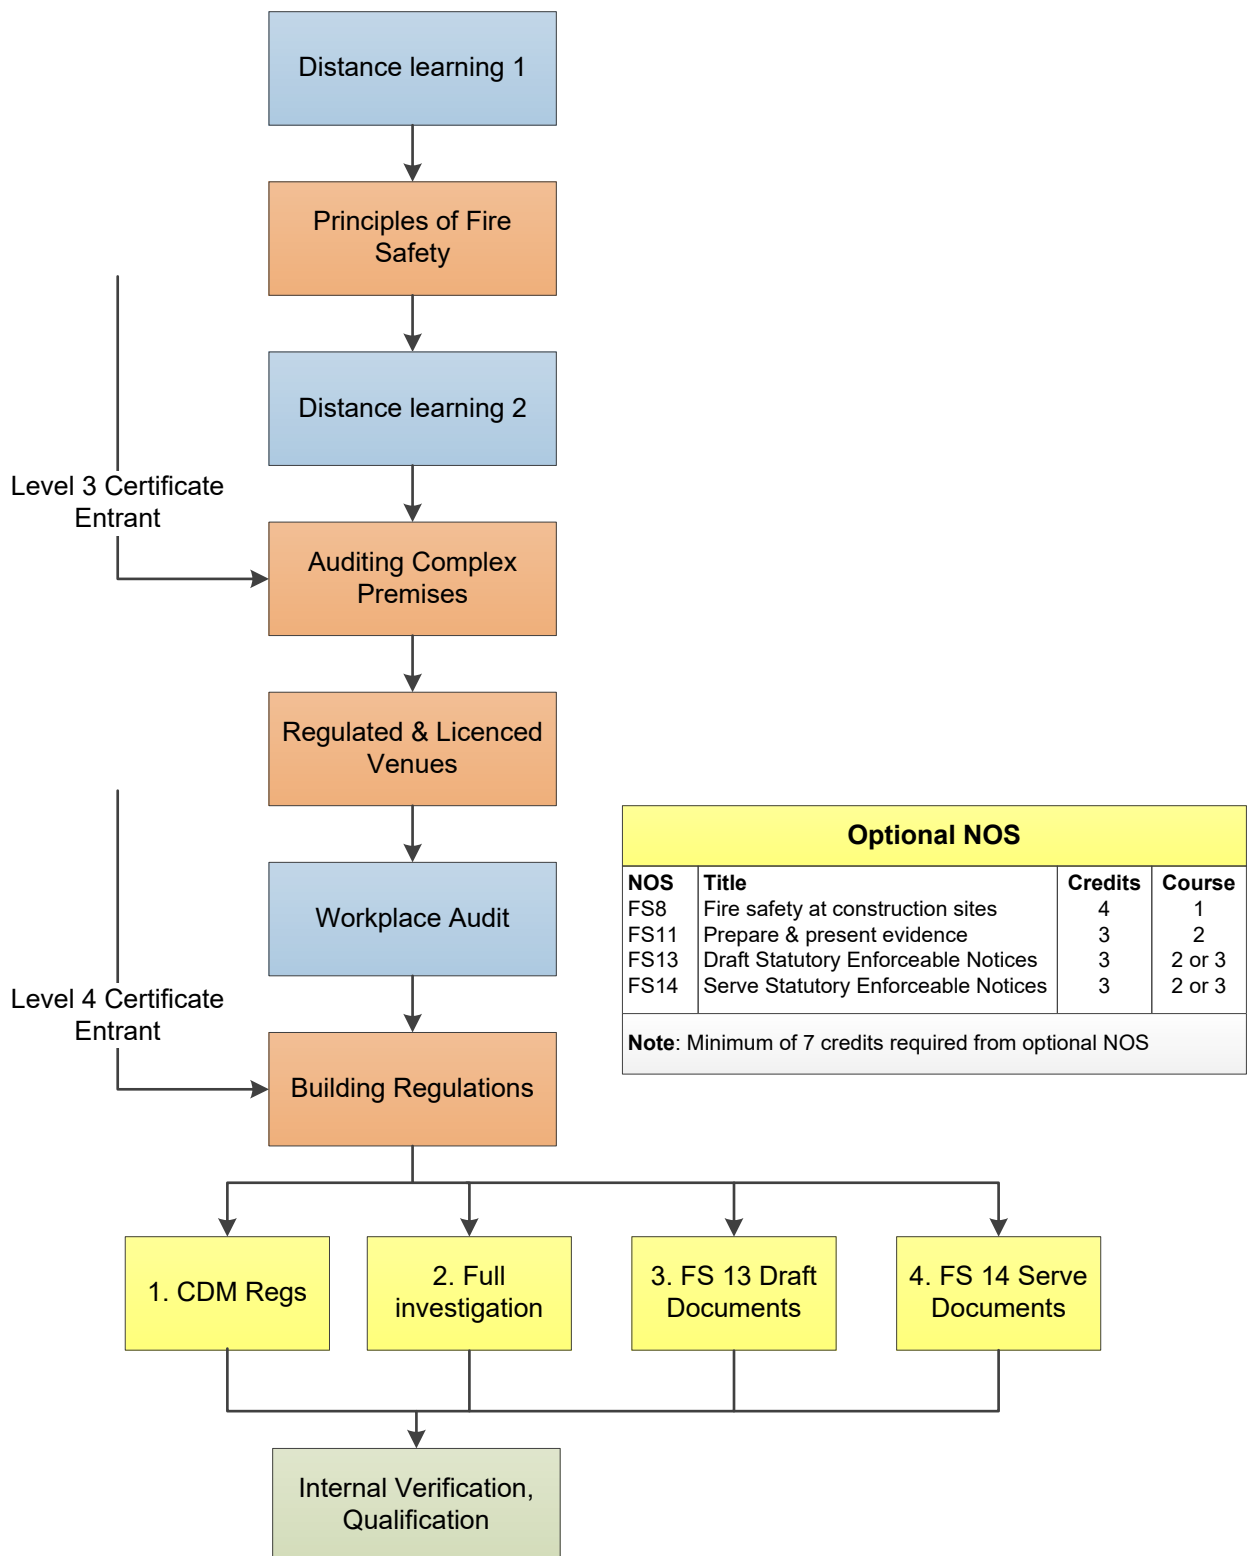 Distance learning 1
Principles of Fire
Safety
Distance learning 2
Level 3 Certificate
Entrant
Auditing Complex
Premises
Regulated & Licenced
Venues
Workplace Audit
Level 4 Certificate
Entrant
Building Regulations
Optional NOS
NOS Title Credits Course
FS8 Fire safety at construction sites 4 1
FS11 Prepare & present evidence 3 2
FS13 Draft Statutory Enforceable Notices 3 2 or 3
FS14 Serve Statutory Enforceable Notices 3 2 or 3
Note: Minimum of 7 credits required from optional NOS
1. CDM Regs
2. Full
investigation
3. FS 13 Draft
Documents
4. FS 14 Serve
Documents
Internal Verification,
Qualification